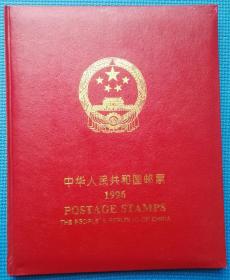 中华人民共和国邮票
1996
POSTAGE STAMPS
THE PEOPLE'S REPUBLIC OF CHINA